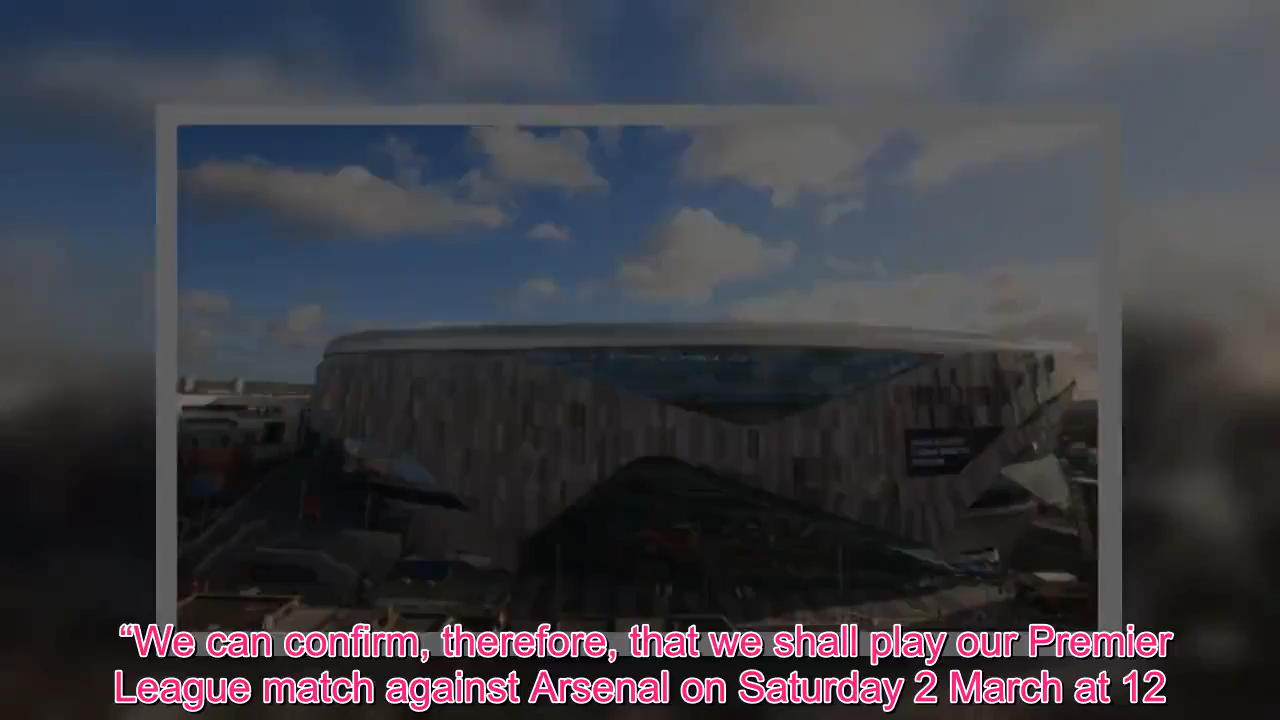 “We can confirm, therefore, that we shall play our Premier
League match against Arsenal on Saturday 2 March at 12